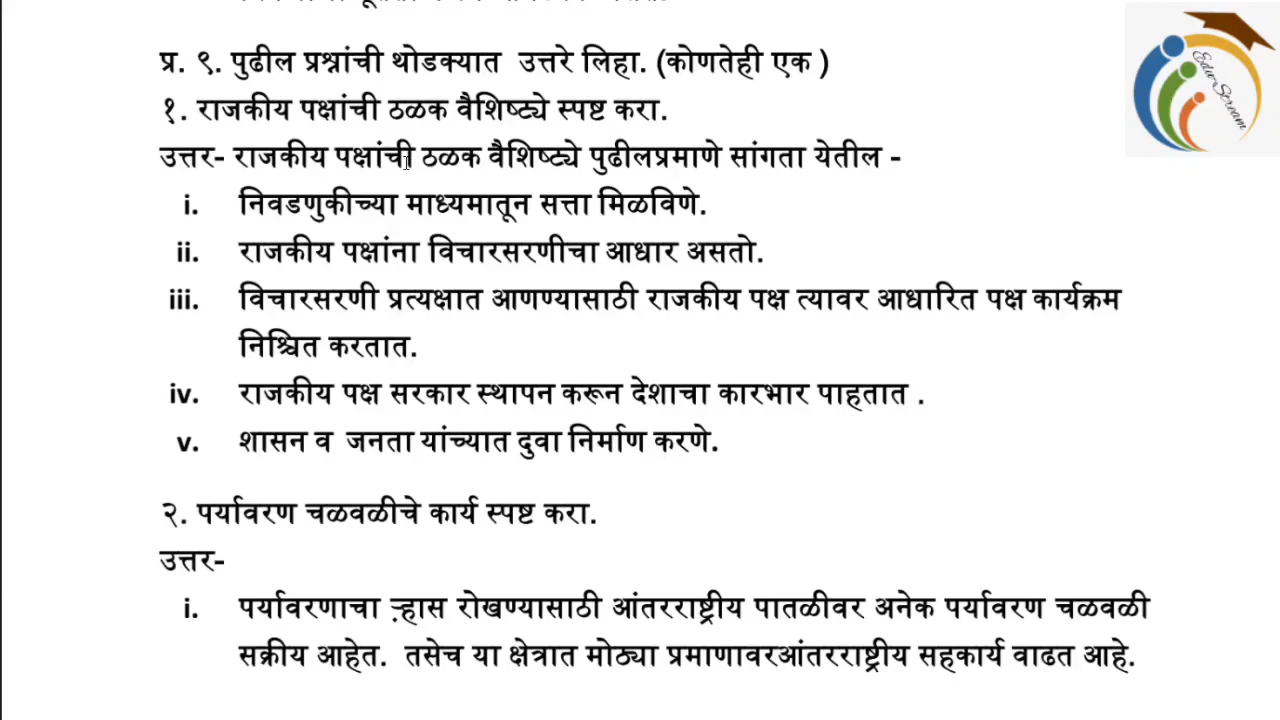 प्र. ९. पुढील प्रश्नांची थोडक्यात उत्तरे लिहा. (कोणतेही एक )
१. राजकीय पक्षांची ठळक वैशिष्ट्ये स्पष्ट करा.
उत्तर- राजकीय पक्षांची ठळक वैशिष्ट्ये पुढीलप्रमाणे सांगता येतील -
i. निवडणुकीच्या माध्यमातून सत्ता मिळविणे.
ii. राजकीय पक्षांना विचारसरणीचा आधार असतो.
iii. विचारसरणी प्रत्यक्षात आणण्यासाठी राजकीय पक्ष त्यावर आधारित पक्ष कार्यक्रम
निश्चित करतात.
iv. राजकीय पक्ष सरकार स्थापन करून देशाचा कारभार पाहतात .
v. शासन व जनता यांच्यात दुवा निर्माण करणे.
२. पर्यावरण चळवळीचे कार्य स्पष्ट करा.
उत्तर-
i. पर्यावरणाचा ऱ्हास रोखण्यासाठी आंतरराष्ट्रीय पातळीवर अनेक पर्यावरण चळवळी
सक्रीय आहेत. तसेच या क्षेत्रात मोठ्या प्रमाणावरआंतरराष्ट्रीय सहकार्य वाढत आहे.
Edu-Scream